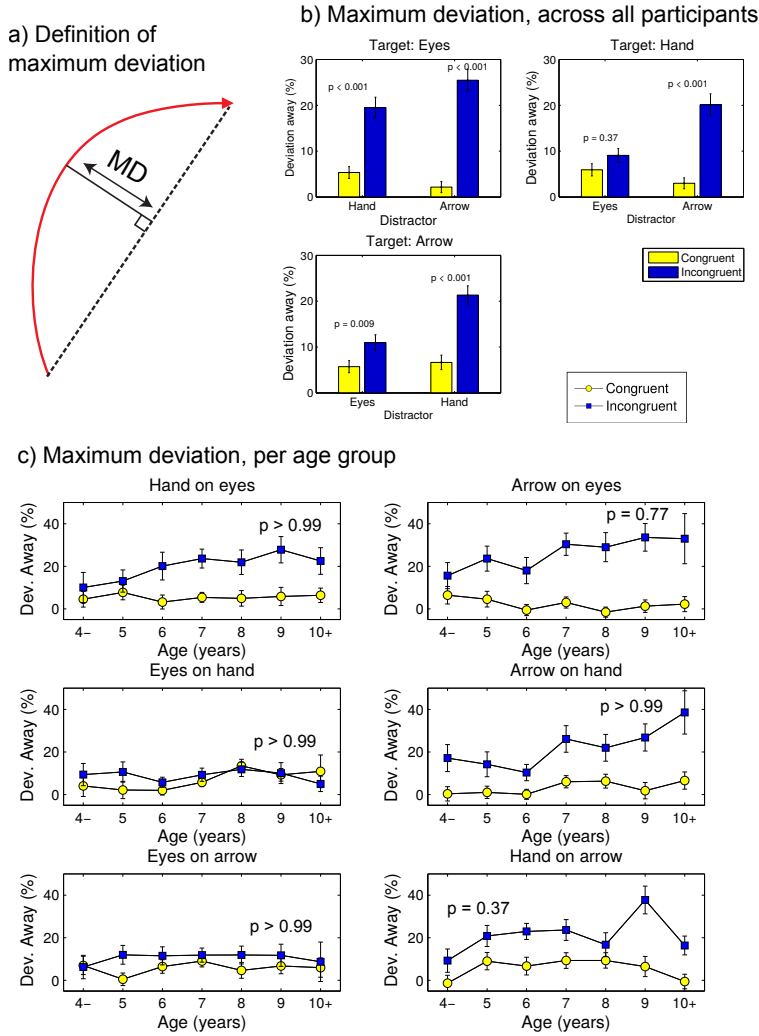 a) Definition of
maximum deviation
MD
b) Maximum deviation, across all participants
Target: Eyes
Deviation away (%)
30
20
10
0
p < 0.001
p < 0.001
Hand
Arrow
Distractor
Target: Hand
Deviation away (%)
30
20
10
0
p = 0.37
p < 0.001
Eyes
Arrow
Distractor
Target: Arrow
Deviation away (%)
30
20
10
0
p = 0.009
p < 0.001
Eyes
Hand
Distractor
Congruent
Incongruent
Congruent
Incongruent
c) Maximum deviation, per age group
Hand on eyes
Dev. Away (%)
40
20
0
p > 0.99
4− 5 6 7 8 9 10+
Age (years)
Arrow on eyes
Dev. Away (%)
40
20
0
p = 0.77
4− 5 6 7 8 9 10+
Age (years)
Eyes on hand
Dev. Away (%)
40
20
0
p > 0.99
4− 5 6 7 8 9 10+
Age (years)
Arrow on hand
Dev. Away (%)
40
20
0
p > 0.99
4− 5 6 7 8 9 10+
Age (years)
Eyes on arrow
Dev. Away (%)
40
20
0
p > 0.99
4− 5 6 7 8 9 10+
Age (years)
Hand on arrow
Dev. Away (%)
40
20
0
p = 0.37
4− 5 6 7 8 9 10+
Age (years)